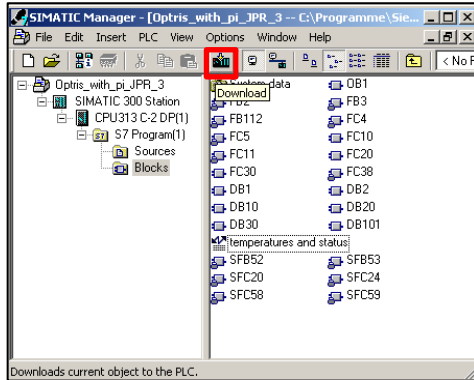 SIMATIC Manager - [Optris_with_pi_JPR_3 -- C:\Programme\Sie...
File Edit Insert PLC View Options Window Help
< No F
Optris_with_pi_JPR_3
SIMATIC 300 Station
CPU313 C-2 DP(1)
S7 Program(1)
Sources
Blocks
System data OB1
Download
FB2 FB3
FB112 FC4
FC5 FC10
FC11 FC20
FC30 FC38
DB1 DB2
DB10 DB20
DB30 DB101
temperatures and status
SFB52 SFB53
SFC20 SFC24
SFC58 SFC59
Downloads current object to the PLC.